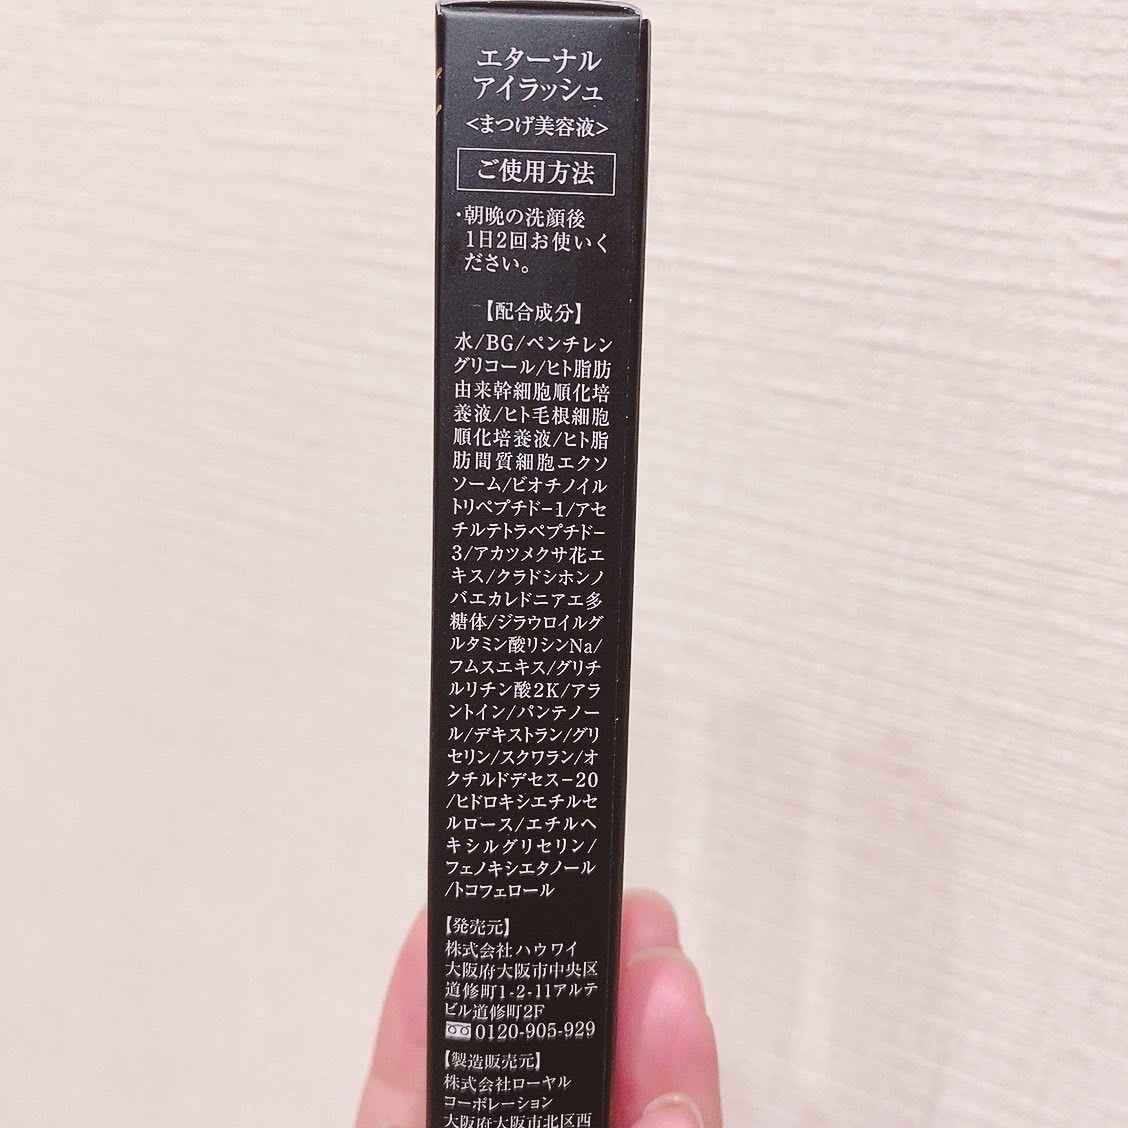 エターナル
アイラッシュ
<まつげ美容液>
ご使用方法
・朝晩の洗顔後
1日2回お使いく
ださい。
【配合成分】
水/BG/ペンチレン
グリコール/ヒト脂肪
由来幹細胞順化培
養液/ヒト毛根細胞
順化培養液/ヒト脂
肪間質細胞エクソ
ソーム/ビオチノイル
トリペプチド−1/アセ
チルテトラペプチド−
3/アカツメクサ花エ
キス/クラドシホンノ
バエカレドニアエ多
糖体/ジラウロイルグ
ルタミン酸リシンNa/
フムスエキス/グリチ
ルリチン酸2K/アラ
ントイン/パンテノー
ル/デキストラン/グリ
セリン/スクワラン/オ
クチルドデセス−20
/ヒドロキシエチルセ
ルロース/エチルヘ
キシルグリセリン/
フェノキシエタノール
/トコフェロール
【発売元】
株式会社ハウワイ
大阪府大阪市中央区
道修町1-2-11アルテ
ビル道修町2F
0120-905-929
【製造販売元】
株式会社ローヤル
コーポレーション
大阪府大阪市北区西